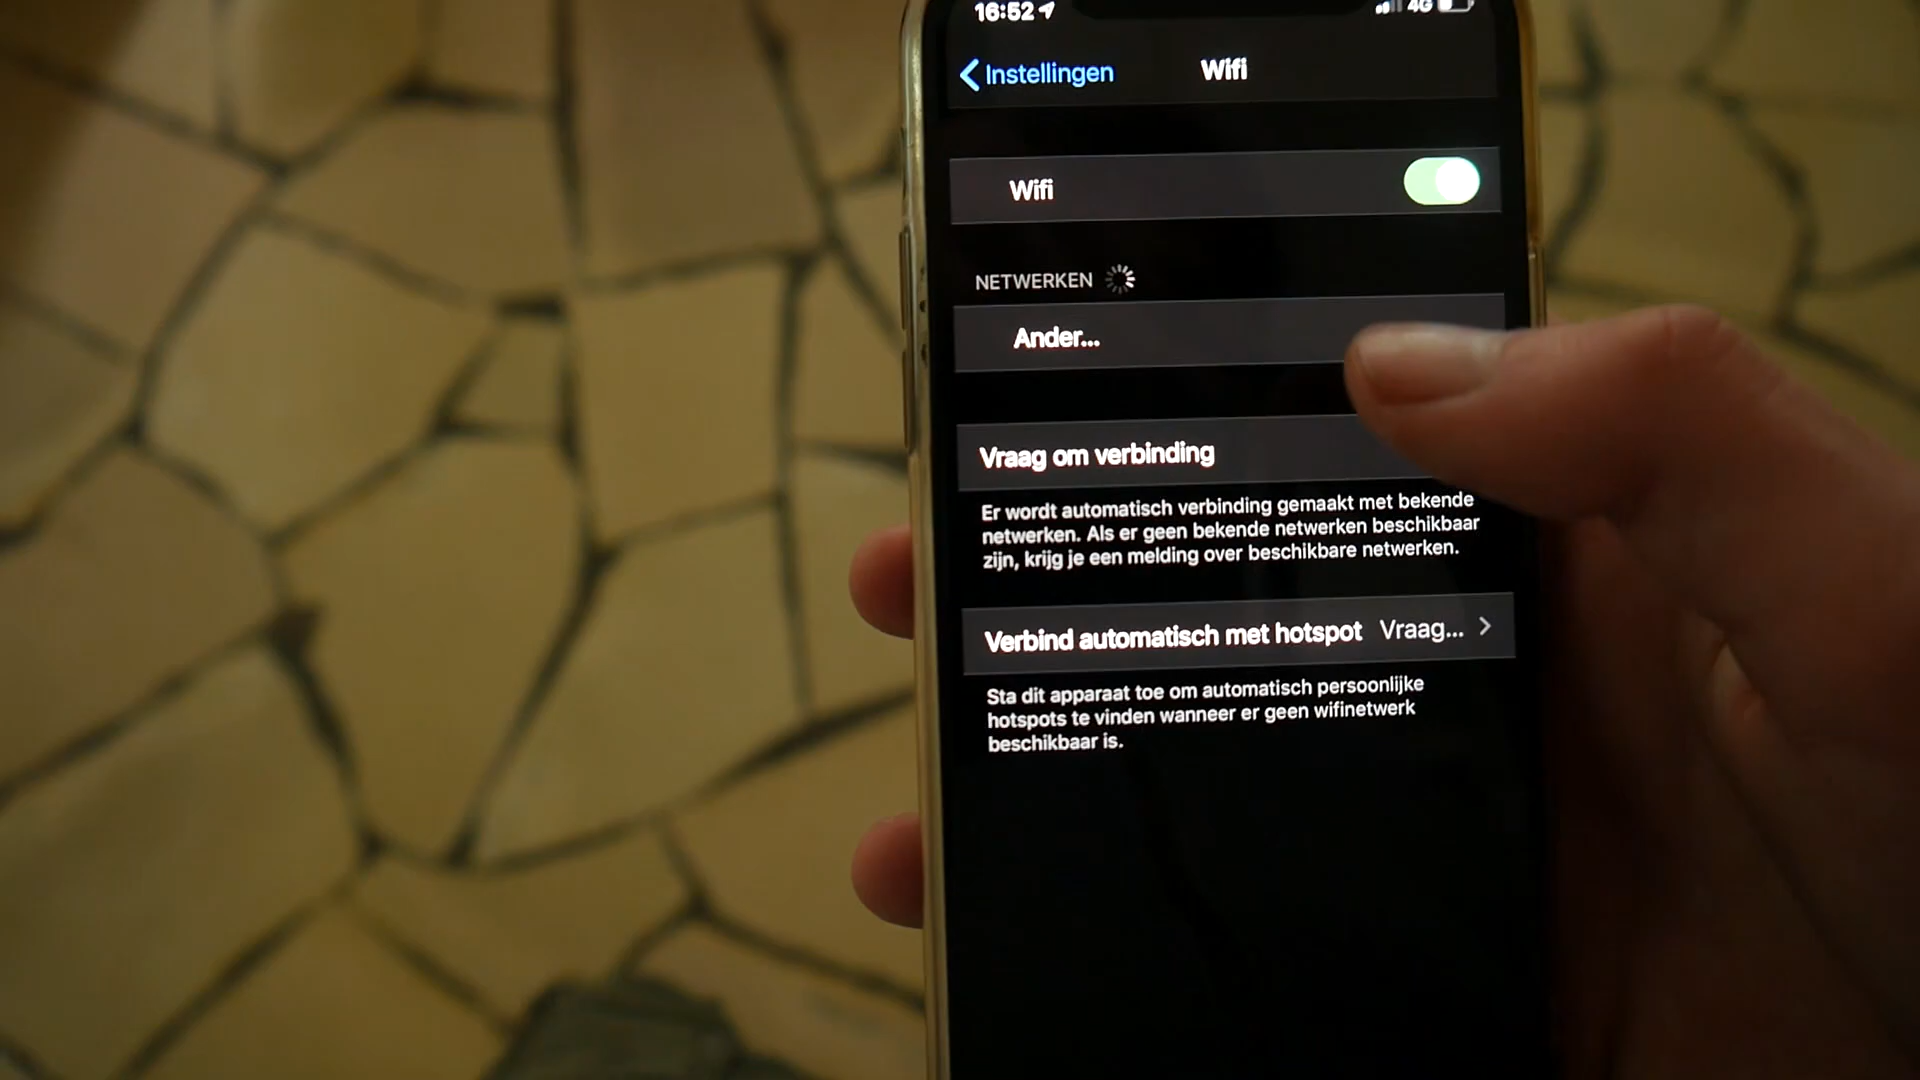 16:52
4G
Instellingen
Wifi
Wifi
NETWERKEN
Ander...
Vraag om verbinding
Er wordt automatisch verbinding gemaakt met bekende
netwerken. Als er geen bekende netwerken beschikbaar
zijn, krijg je een melding over beschikbare netwerken.
Verbind automatisch met hotspot Vraag...
Sta dit apparaat toe om automatisch persoonlijke
hotspots te vinden wanneer er geen wifinetwerk
beschikbaar is.